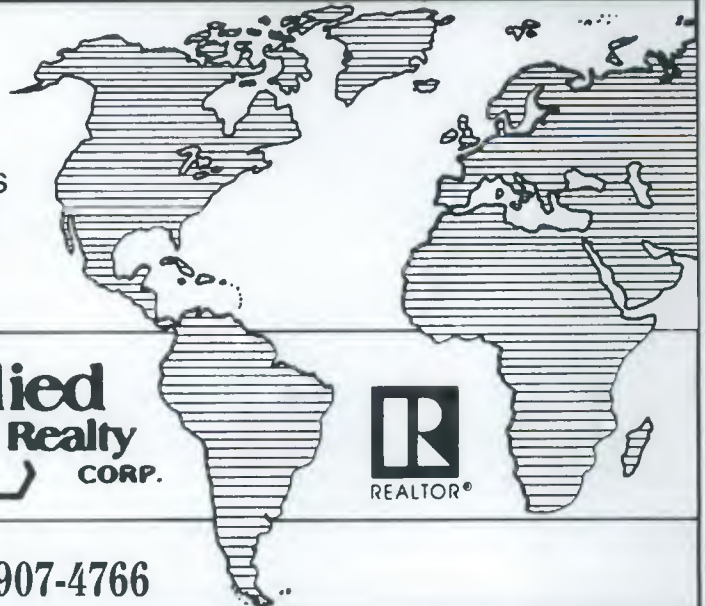 s
lied
Realty
CORP.
R
REALTOR®
907-4766